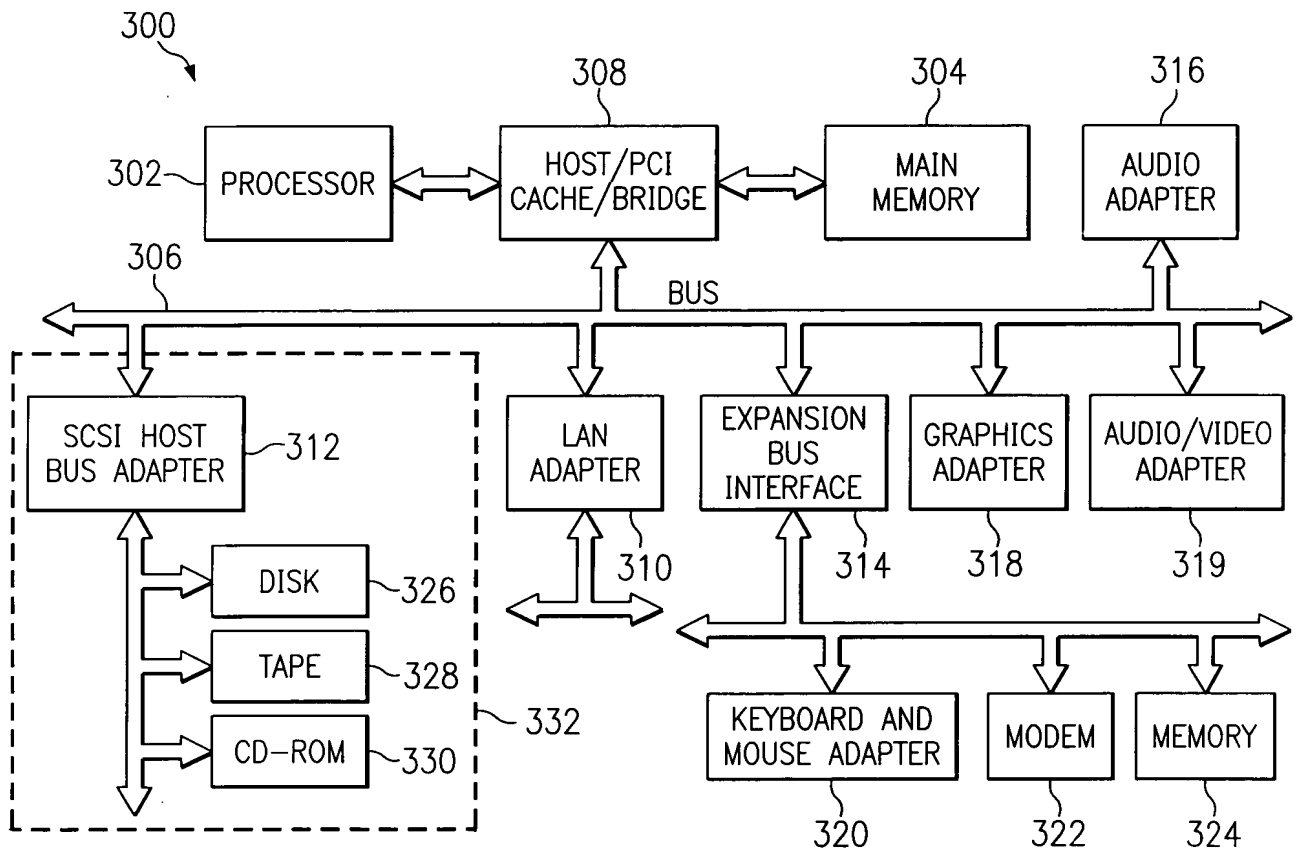 300
308
304
316
302
PROCESSOR
HOST/PCI
CACHE/BRIDGE
MAIN
MEMORY
AUDIO
ADAPTER
306
BUS
SCSI HOST
BUS ADAPTER
312
LAN
ADAPTER
EXPANSION
BUS
INTERFACE
GRAPHICS
ADAPTER
AUDIO/VIDEO
ADAPTER
310
314
318
319
DISK
326
TAPE
328
CD-ROM
330
332
KEYBOARD AND
MOUSE ADAPTER
MODEM
MEMORY
320
322
324